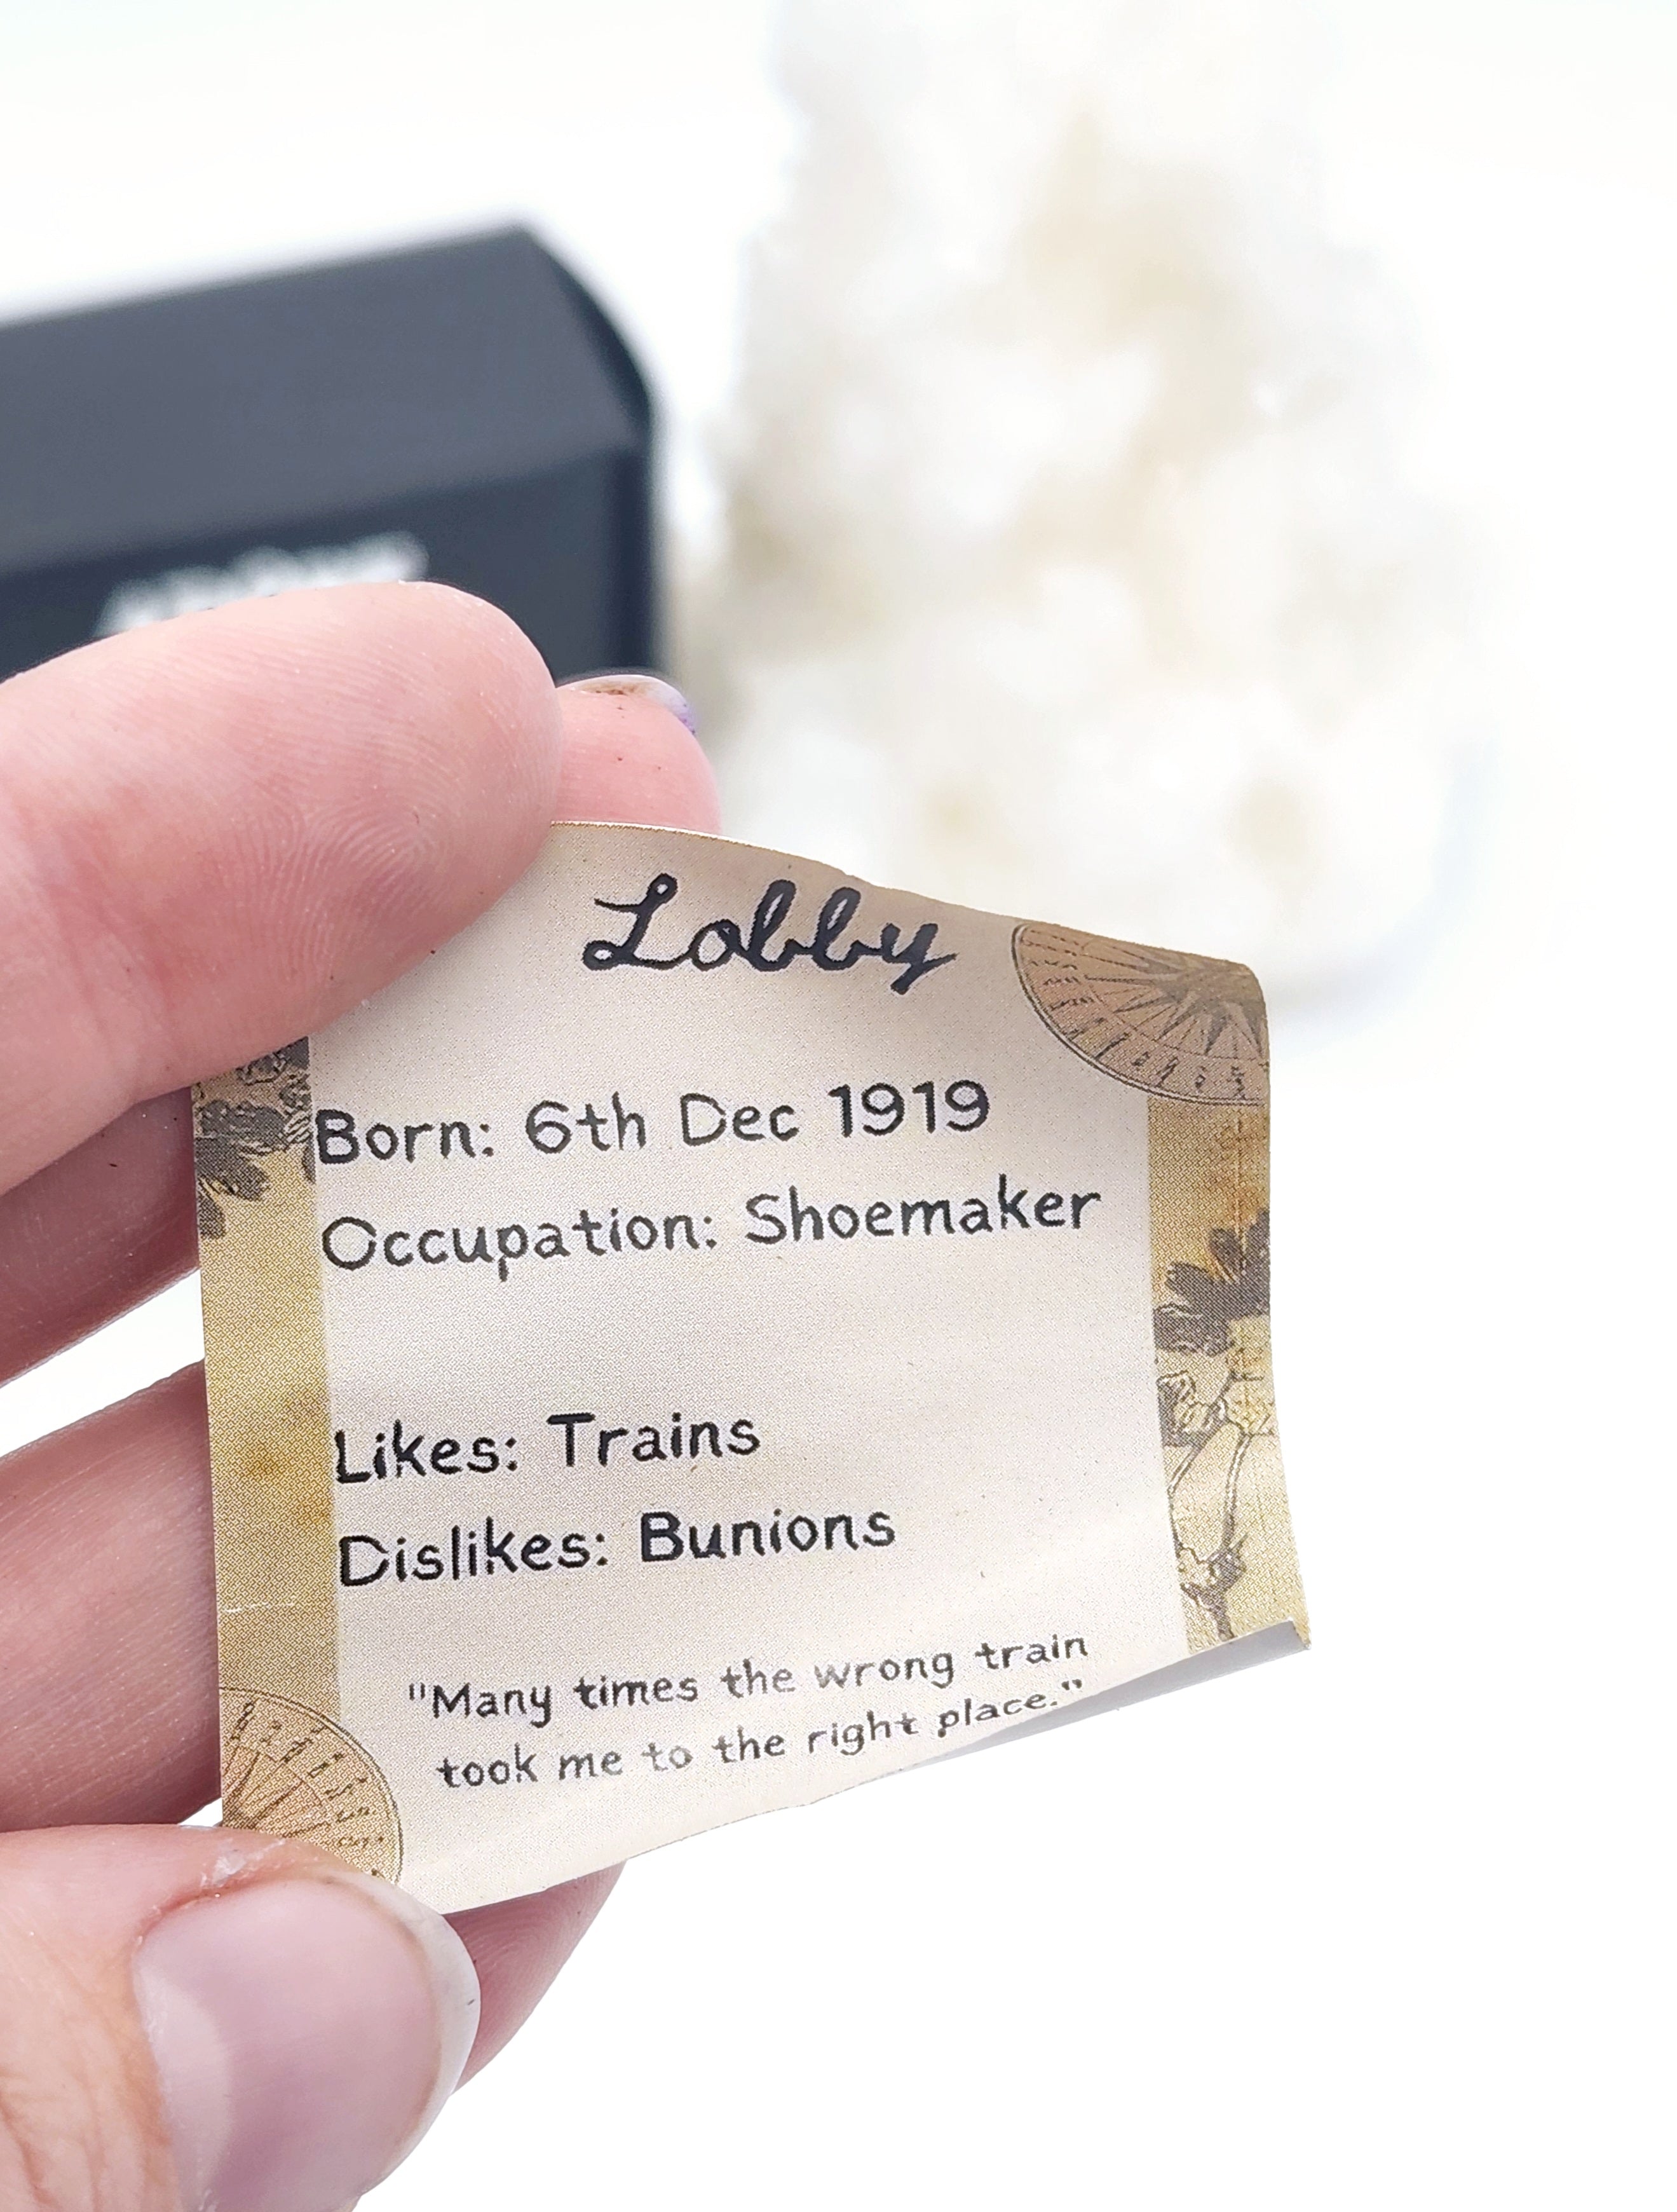 Lobby
Born: 6th Dec 1919
Occupation: Shoemaker
Likes: Trains
Dislikes: Bunions
"Many times the wrong train
took me to the right place."